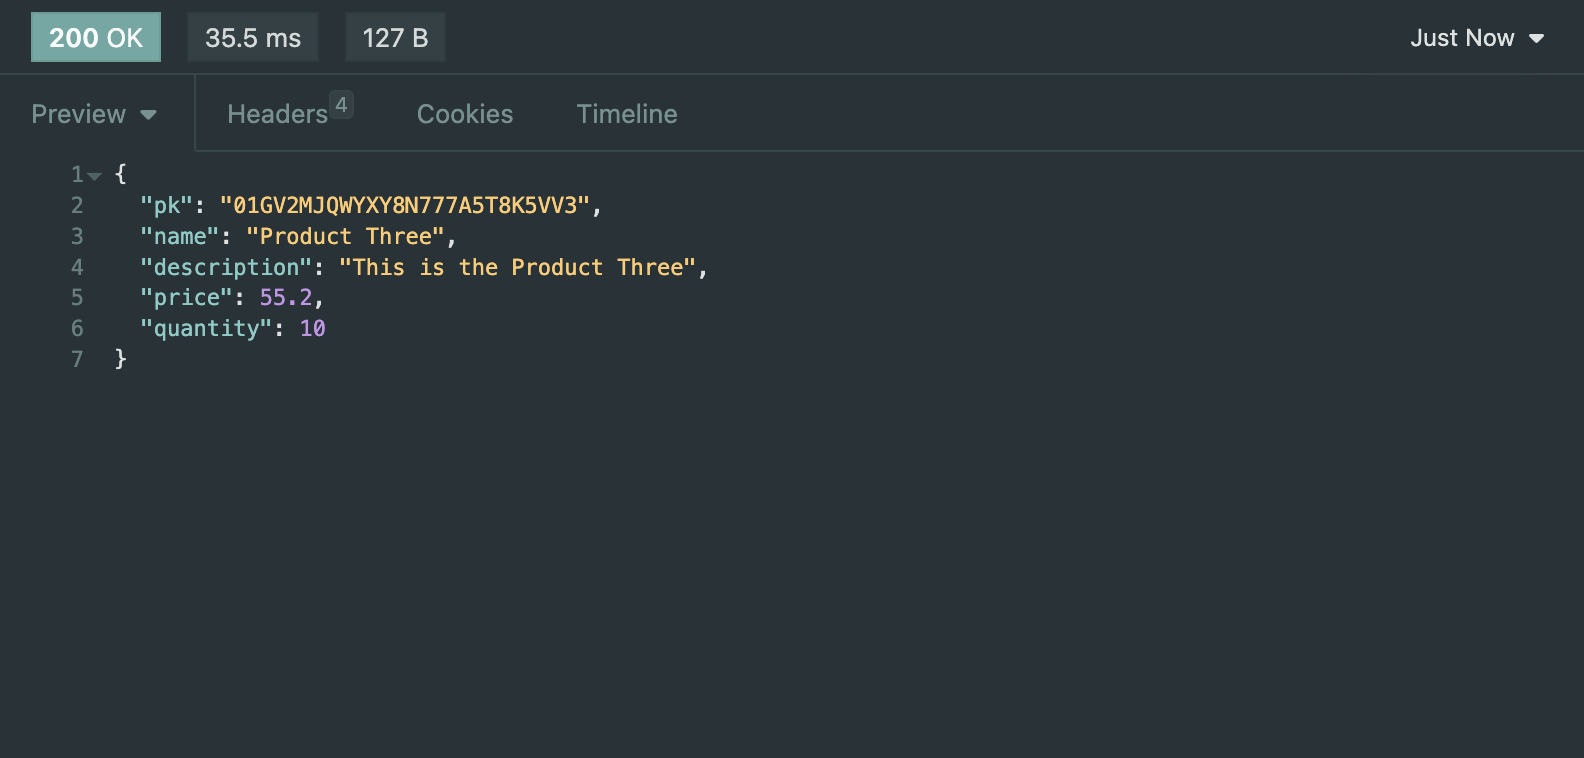 200 OK 35.5 ms 127 B Just Now
Preview Headers 4 Cookies Timeline
1 {
2 "pk": "01GV2MJQWYXY8N777A5T8K5VV3",
3 "name": "Product Three",
4 "description": "This is the Product Three",
5 "price": 55.2,
6 "quantity": 10
7 }